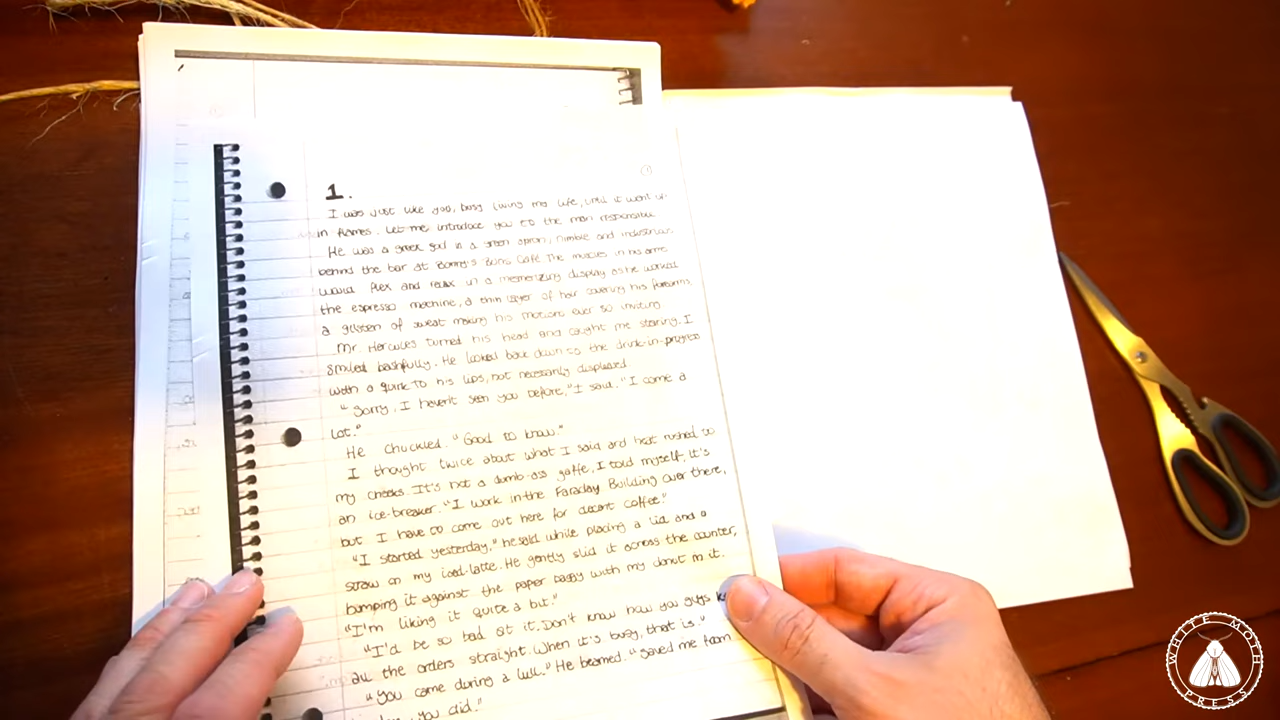 1
1.
I was just like you, busy living my life, until it went up
in flames. Let me introduce you to the man responsible.
He was a greek god in a green apron, nimble and industrious,
behind the bar at Bonny's Buns Café. The muscles in his arms
would flex and relax in a mesmerizing display as he worked
the espresso machine, a thin layer of hair covering his forearms,
a glisten of sweat making his motions ever so inviting.
Mr. Hercules turned his head and caught me staring. I
smiled bashfully. He looked back down to the drink-in-progress
with a quirk to his lips, not necessarily displeased.
"Sorry, I haven't seen you before," I said. "I come a
lot."
He chuckled. "Good to know."
I thought twice about what I said and heat rushed to
my cheeks. It's not a dumb-ass gaffe, I told myself. It's
an ice-breaker. "I work in the Faraday Building over there,
but I have to come out here for decent coffee."
"I started yesterday," he said while placing a lid and a
straw on my iced-latte. He gently slid it across the counter,
bumping it against the paper baggy with my donut in it.
"I'm liking it quite a bit."
"I'd be so bad at it. Don't know how you guys
all the orders straight. When it's busy, that is."
"You came during a lull." He beamed. "Saved me from
you did."
WHITE MOTH
PRESS